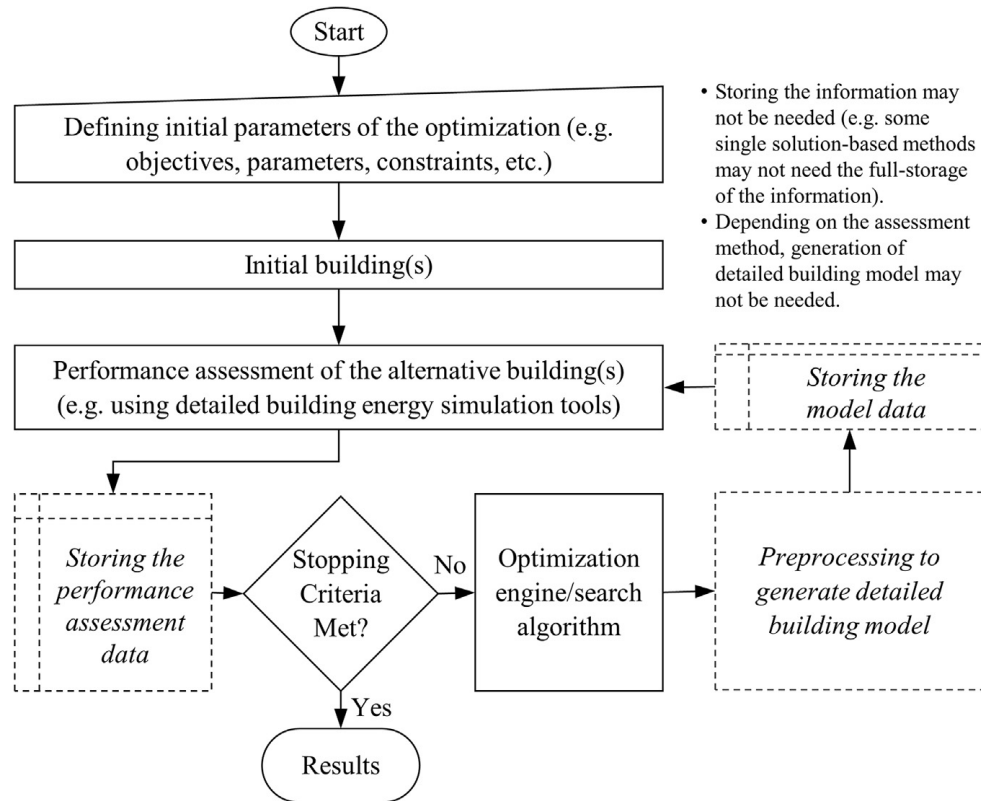 Start
Defining initial parameters of the optimization (e.g.
objectives, parameters, constraints, etc.)
• Storing the information may
not be needed (e.g. some
single solution-based methods
may not need the full-storage
of the information).
• Depending on the assessment
method, generation of
detailed building model may
not be needed.
Initial building(s)
Performance assessment of the alternative building(s)
(e.g. using detailed building energy simulation tools)
Storing the
model data
Storing the
performance
assessment
data
Stopping
Criteria
Met?
No
Optimization
engine/search
algorithm
Preprocessing to
generate detailed
building model
Yes
Results